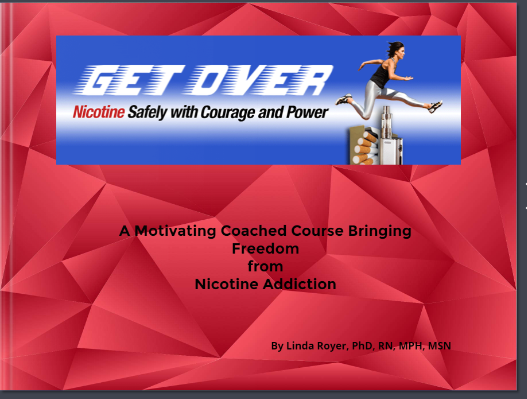 GET OVER
Nicotine Safely with Courage and Power
A Motivating Coached Course Bringing
Freedom
from
Nicotine Addiction
By Linda Royer, PhD, RN, MPH, MSN